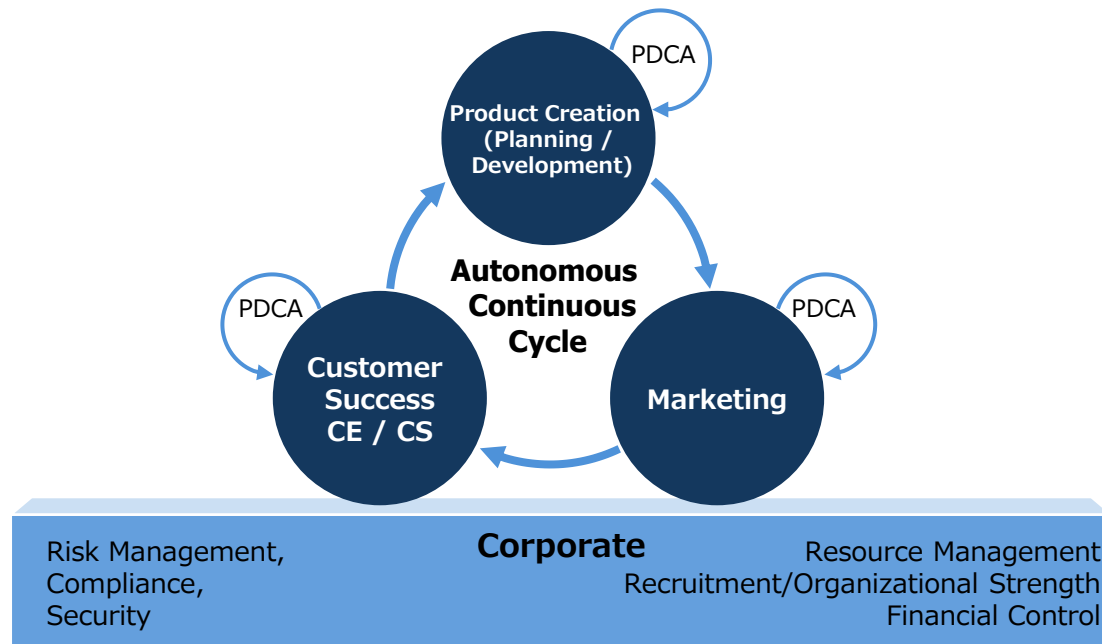 PDCA
Product Creation
(Planning /
Development)
Autonomous
Continuous
Cycle
PDCA
Customer
Success
CE / CS
PDCA
Marketing
Corporate
Risk Management,
Compliance,
Security
Resource Management
Recruitment/Organizational Strength
Financial Control